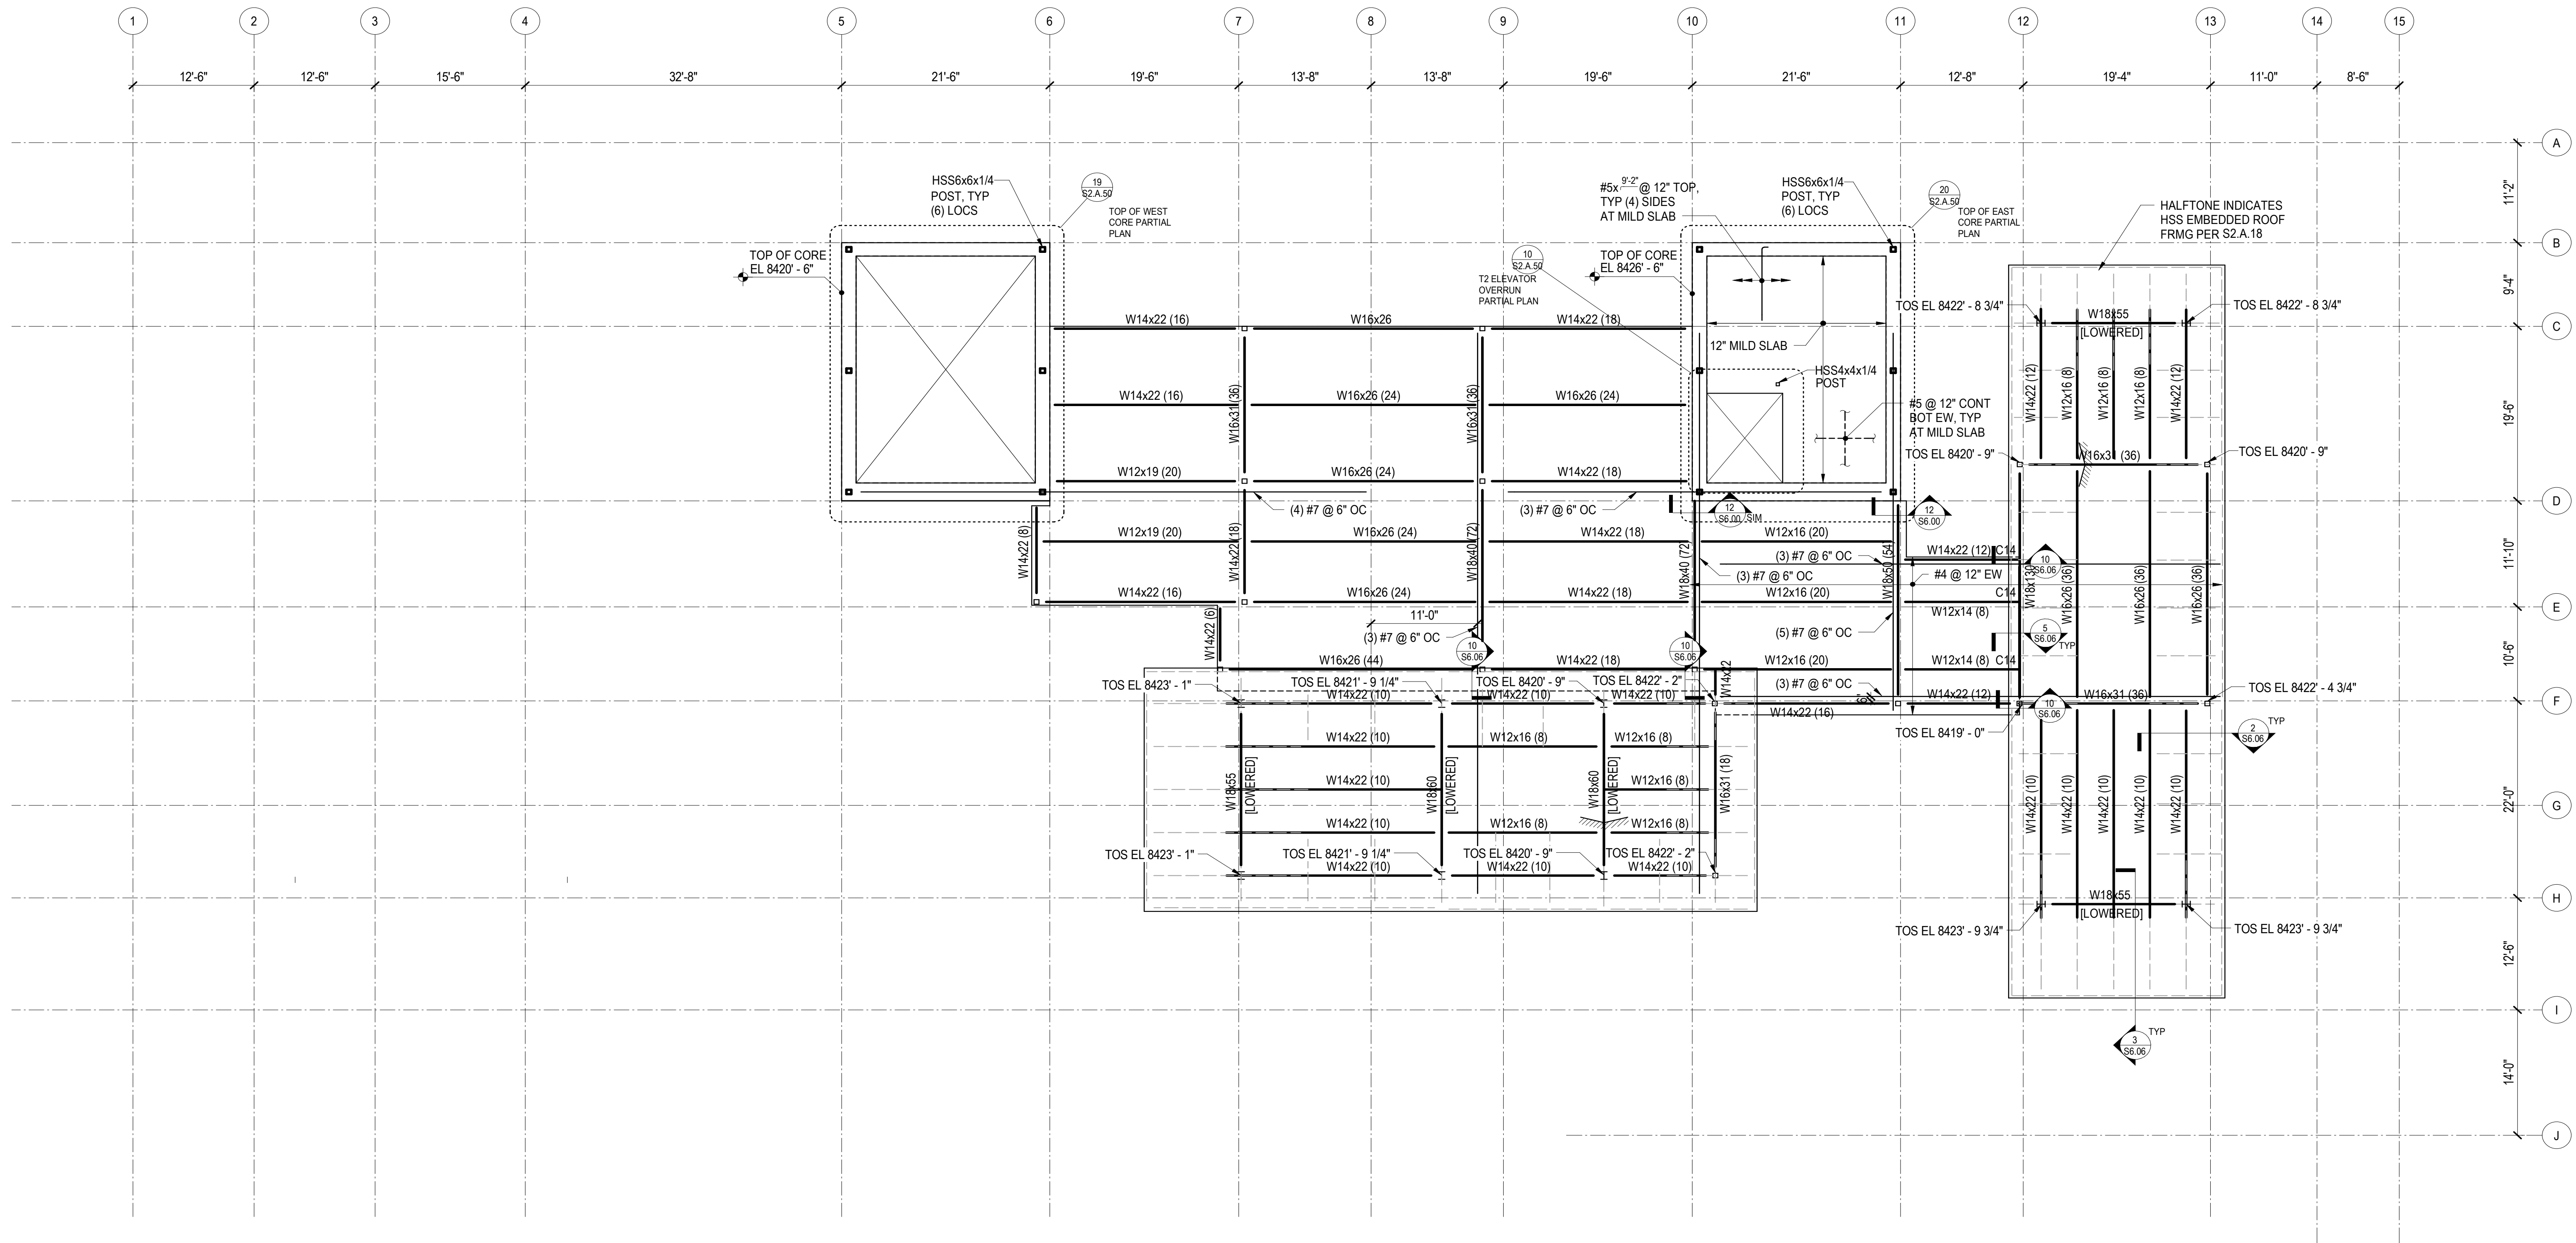 1 2 3 4 5 6 7 8 9 10 11 12 13 14 15
12'-6" 12'-6" 15'-6" 32'-8" 21'-6" 19'-6" 13'-8" 13'-8" 19'-6" 21'-6" 12'-8" 19'-4" 11'-0" 8'-6"
A
B
C
D
E
F
G
H
I
J
11'-2"
9'-4"
19'-6"
11'-10"
10'-6"
22'-0"
12'-6"
14'-0"
HSS6x6x1/4
POST, TYP
(6) LOCS
19
S2.A.50
TOP OF WEST
CORE PARTIAL
PLAN
TOP OF CORE
EL 8420' - 6"
#5x 9'-2" @ 12" TOP,
TYP (4) SIDES
AT MILD SLAB
HSS6x6x1/4
POST, TYP
(6) LOCS
20
S2.A.50
TOP OF EAST
CORE PARTIAL
PLAN
10
S2.A.50
T2 ELEVATOR
OVERRUN
PARTIAL PLAN
TOP OF CORE
EL 8426' - 6"
HALFTONE INDICATES
HSS EMBEDDED ROOF
FRMG PER S2.A.18
12" MILD SLAB
HSS4x4x1/4
POST
#5 @ 12" CONT
BOT EW, TYP
AT MILD SLAB
TOS EL 8422' - 8 3/4"
TOS EL 8422' - 8 3/4"
W18x55
[LOWERED]
W14x22 (12)
W12x16 (8)
W12x16 (8)
W12x16 (8)
W14x22 (12)
TOS EL 8420' - 9"
W16x31 (36)
TOS EL 8420' - 9"
W14x22 (16)
W16x26
W14x22 (18)
W14x22 (16)
W16x31 (36)
W16x26 (24)
W16x31 (36)
W16x26 (24)
W12x19 (20)
W16x26 (24)
W14x22 (18)
(4) #7 @ 6" OC
(3) #7 @ 6" OC
12
S6.00
SIM
12
S6.00
W14x22 (8)
W12x19 (20)
W14x22 (18)
W16x26 (24)
W18x40 (72)
W14x22 (18)
W18x40 (72)
W12x16 (20)
(3) #7 @ 6" OC
(3) #7 @ 6" OC
W18x50 (54)
W14x22 (12)
C14
#4 @ 12" EW
10
S6.06
W18x130
W16x26 (36)
W16x26 (36)
W16x26 (36)
W14x22 (16)
W16x26 (24)
W14x22 (18)
W12x16 (20)
C14
W12x14 (8)
W14x22 (6)
11'-0"
(3) #7 @ 6" OC
10
S6.06
10
S6.06
(5) #7 @ 6" OC
5
S6.06
TYP
W16x26 (44)
W14x22 (18)
W12x16 (20)
W12x14 (8)
C14
W14x22
(3) #7 @ 6" OC
6"
W14x22 (12)
W14x22 (16)
10
S6.06
W16x31 (36)
TOS EL 8422' - 4 3/4"
TOS EL 8419' - 0"
2
S6.06
TYP
TOS EL 8423' - 1"
TOS EL 8421' - 9 1/4"
TOS EL 8420' - 9"
TOS EL 8422' - 2"
W14x22 (10)
W14x22 (10)
W14x22 (10)
W14x22 (10)
W12x16 (8)
W12x16 (8)
W18x55
[LOWERED]
W14x22 (10)
W18x60
[LOWERED]
W18x60
[LOWERED]
W12x16 (8)
W16x31 (18)
W14x22 (10)
W12x16 (8)
W12x16 (8)
TOS EL 8423' - 1"
TOS EL 8421' - 9 1/4"
TOS EL 8420' - 9"
TOS EL 8422' - 2"
W14x22 (10)
W14x22 (10)
W14x22 (10)
W14x22 (10)
W14x22 (10)
W14x22 (10)
W14x22 (10)
W14x22 (10)
W18x55
[LOWERED]
TOS EL 8423' - 9 3/4"
TOS EL 8423' - 9 3/4"
3
S6.06
TYP